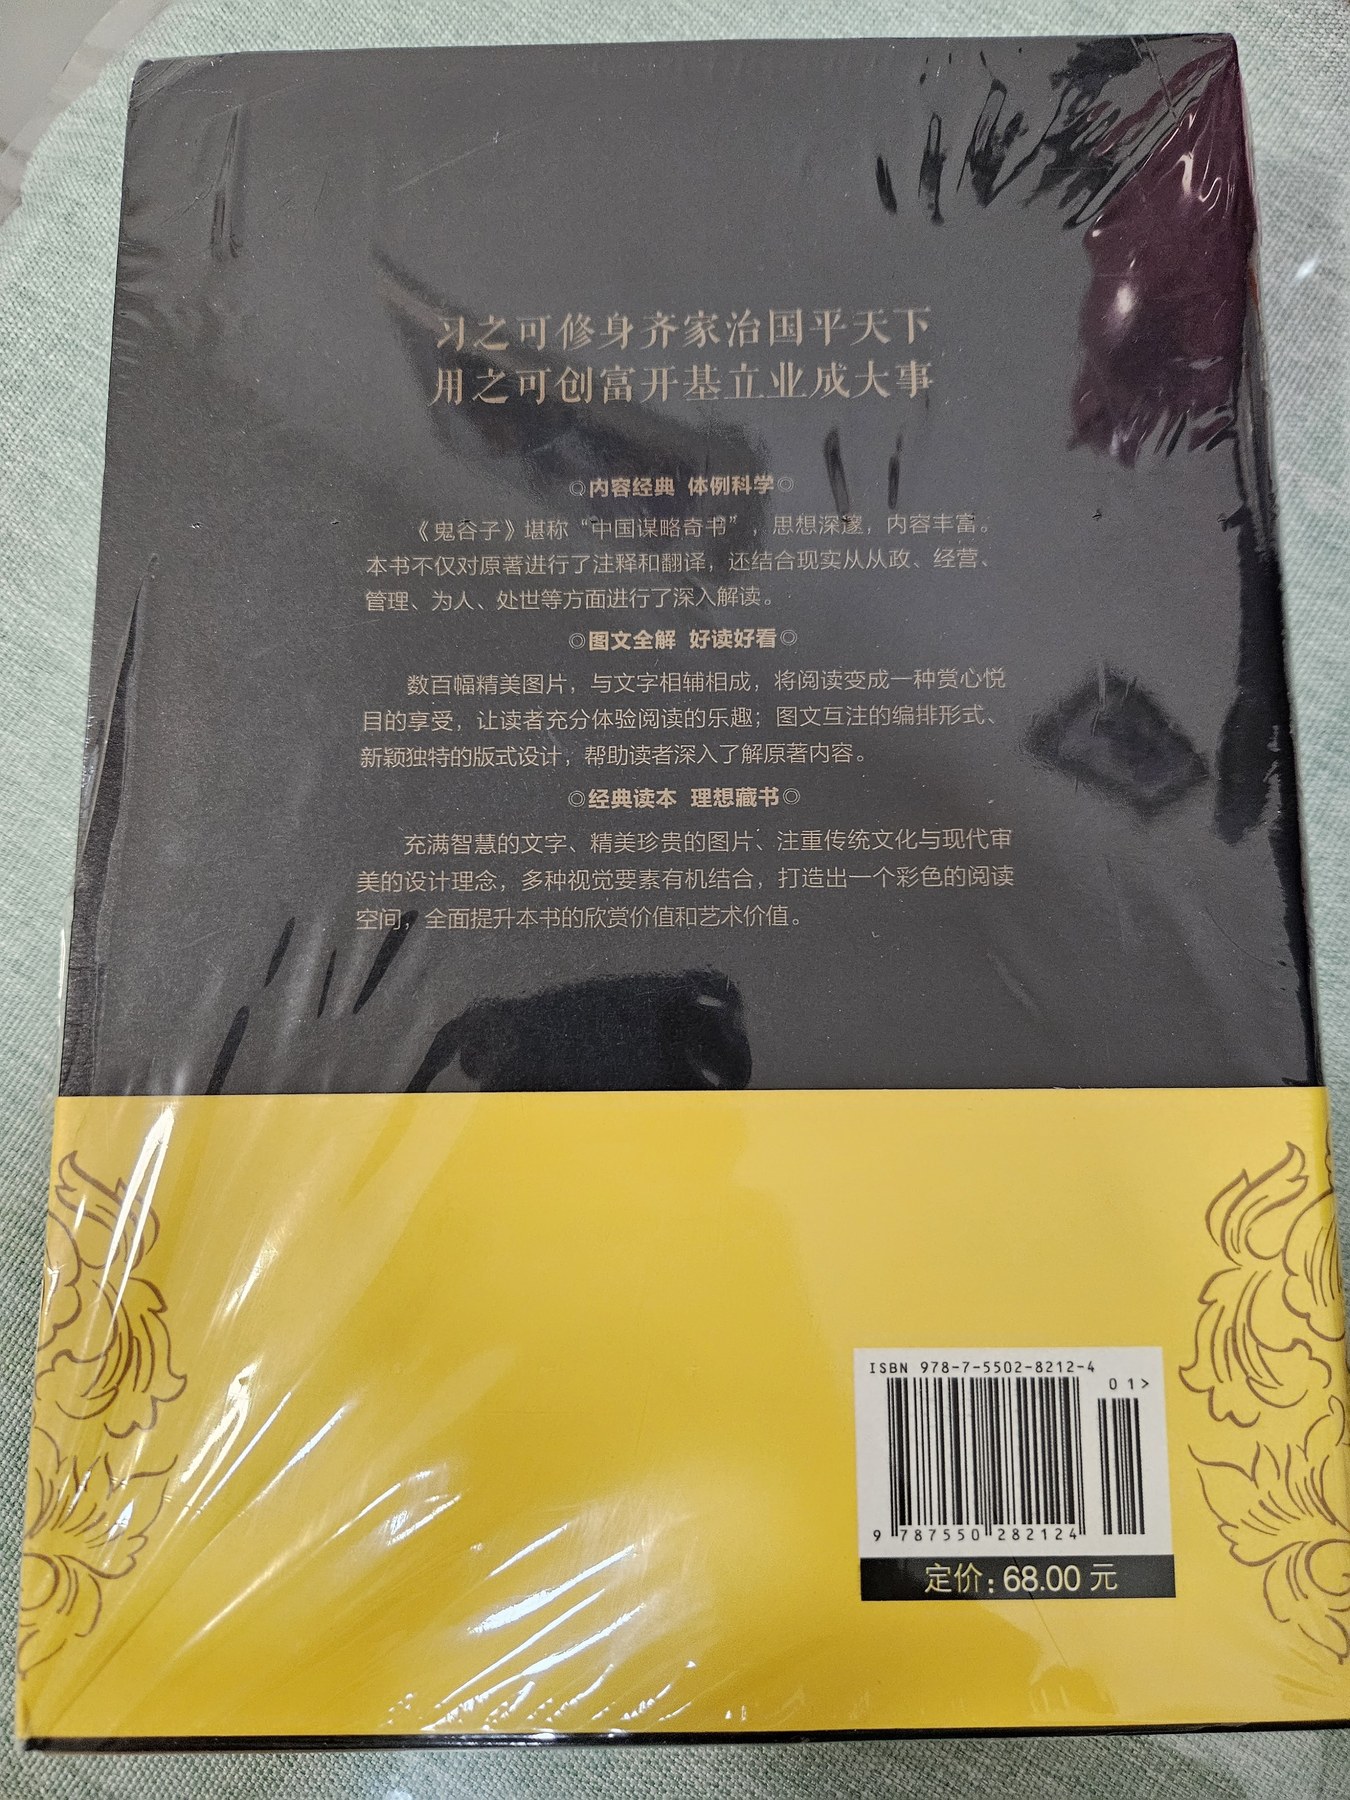 习之可修身齐家治国平天下
用之可创富开基立业成大事
◎内容经典 体例科学◎
《鬼谷子》堪称“中国谋略奇书”，思想深邃，内容丰富。
本书不仅对原著进行了注释和翻译，还结合现实从从政、经营、
管理、为人、处世等方面进行了深入解读。
◎图文全解 好读好看◎
数百幅精美图片，与文字相辅相成，将阅读变成一种赏心悦
目的享受，让读者充分体验阅读的乐趣；图文互注的编排形式、
新颖独特的版式设计，帮助读者深入了解原著内容。
◎经典读本 理想藏书◎
充满智慧的文字、精美珍贵的图片、注重传统文化与现代审
美的设计理念，多种视觉要素有机结合，打造出一个彩色的阅读
空间，全面提升本书的欣赏价值和艺术价值。
ISBN 978-7-5502-8212-4
01>
9 787550 282124
定价：68.00 元